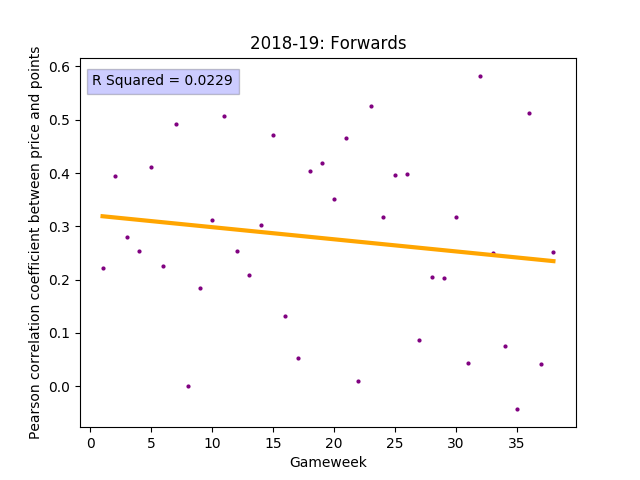 2018-19: Forwards
R Squared = 0.0229
Pearson correlation coefficient between price and points
0.6
0.5
0.4
0.3
0.2
0.1
0.0
0 5 10 15 20 25 30 35
Gameweek